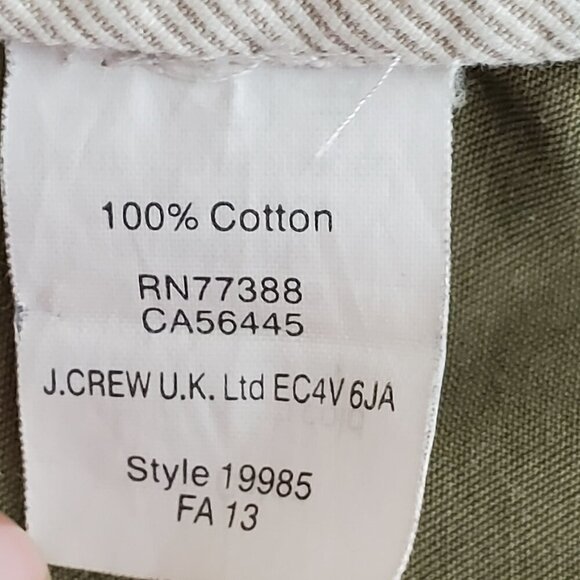 100% Cotton
RN77388
CA56445
J.CREW U.K. Ltd EC4V 6JA
Style 19985
FA 13